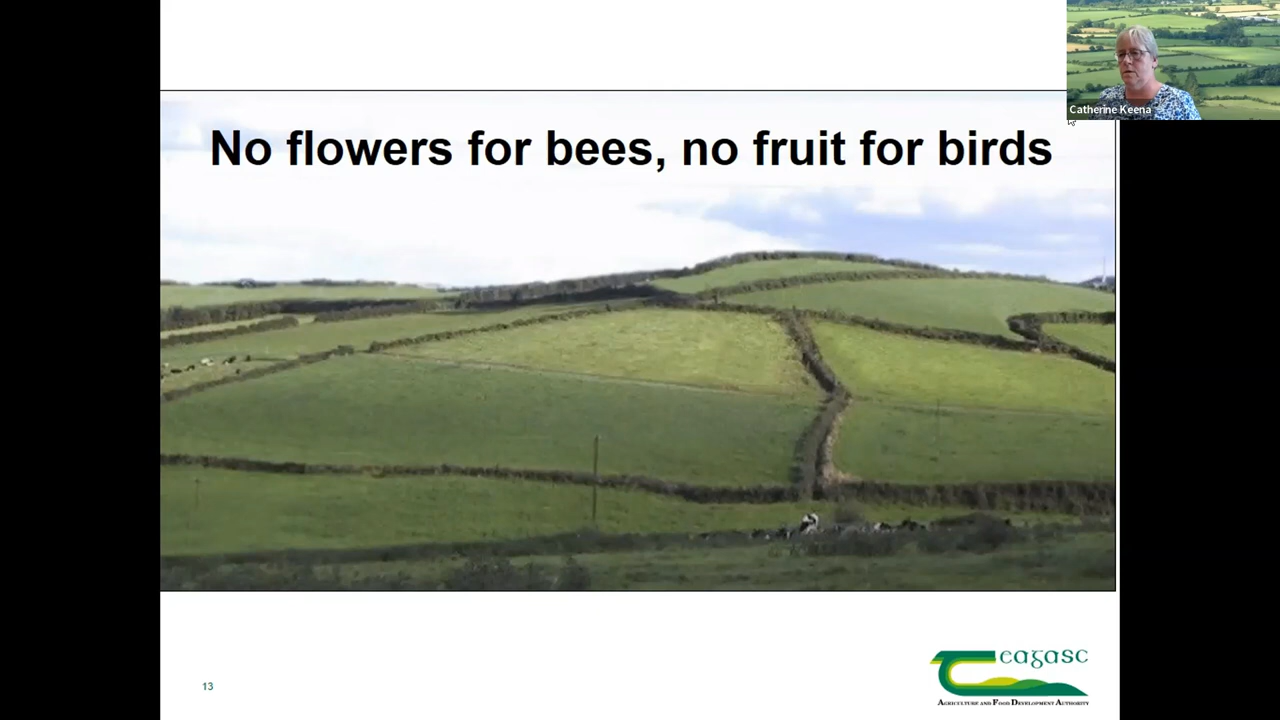 Catherine Keena
No flowers for bees, no fruit for birds
13
teagasc
AGRICULTURE AND FOOD DEVELOPMENT AUTHORITY